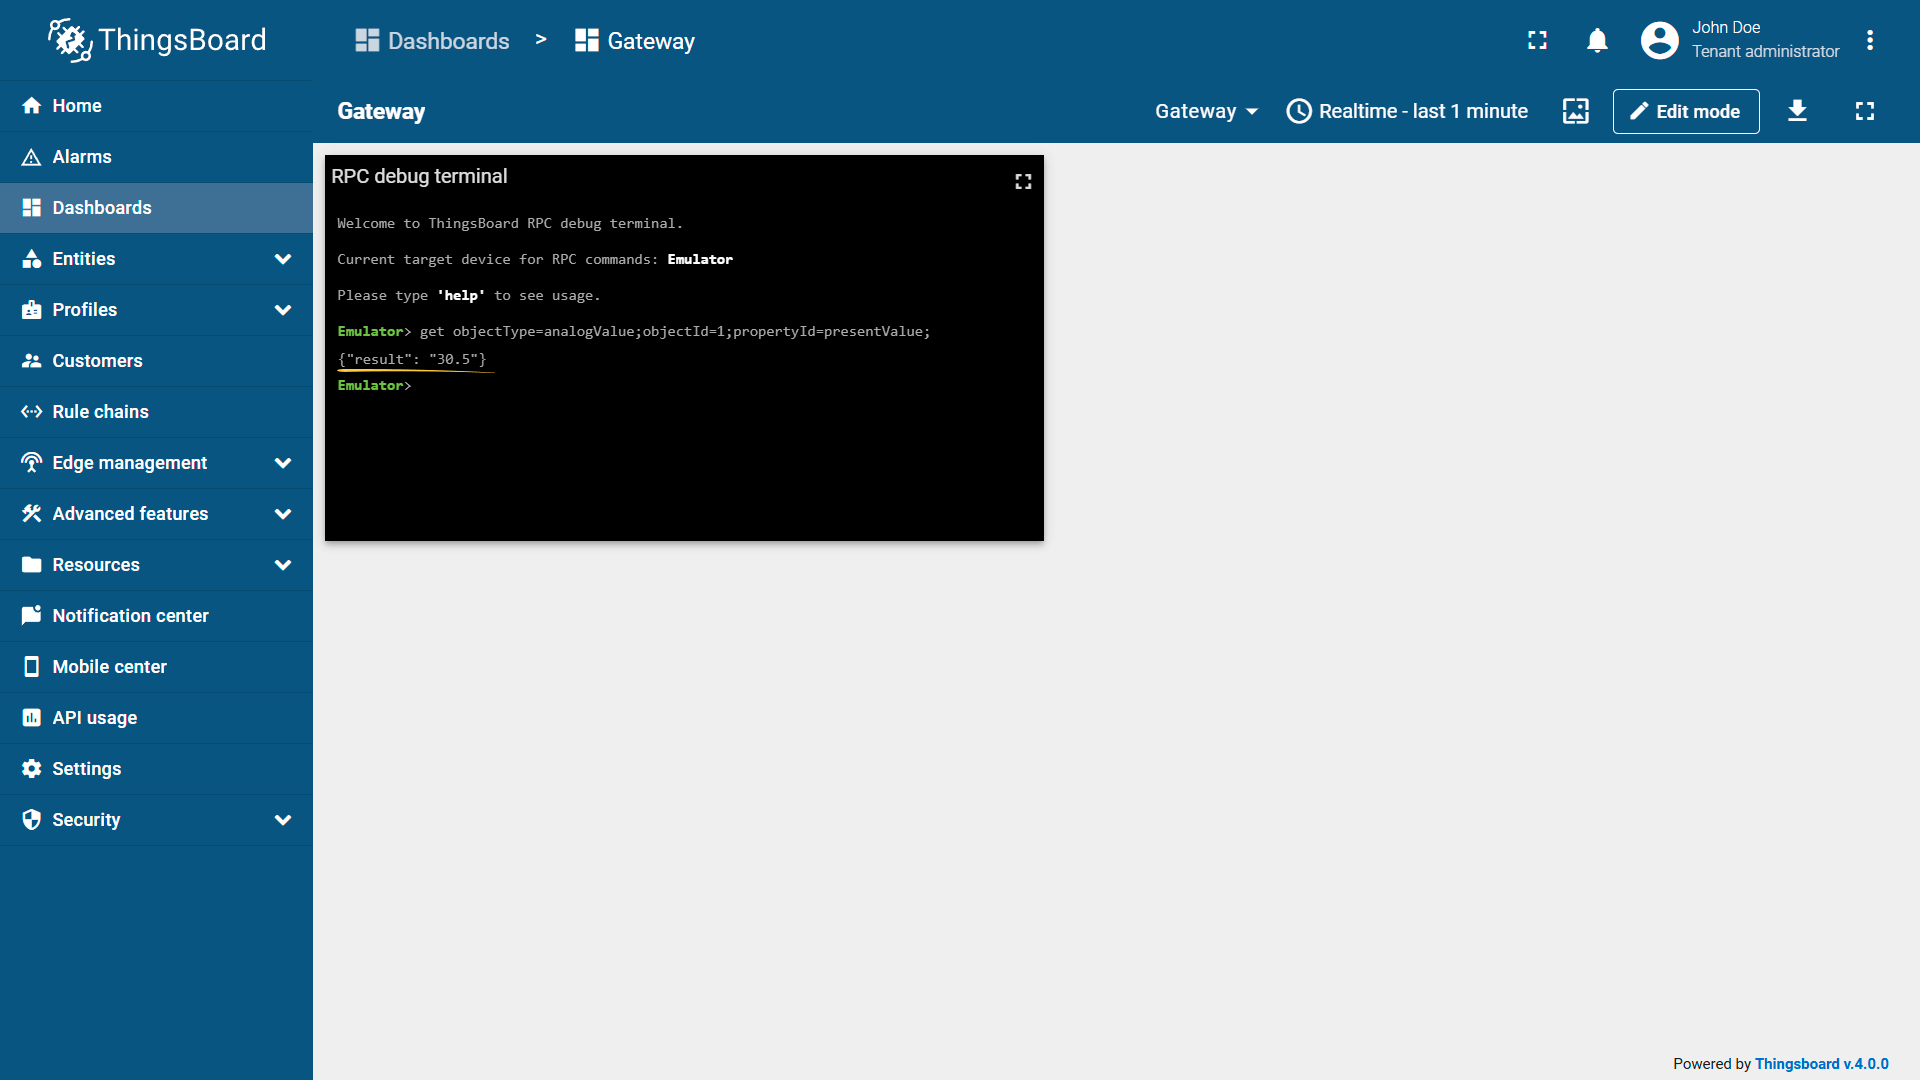 ThingsBoard
Dashboards > Gateway
John Doe
Tenant administrator
Home
Alarms
Dashboards
Entities
Profiles
Customers
Rule chains
Edge management
Advanced features
Resources
Notification center
Mobile center
API usage
Settings
Security
Gateway
Gateway
Realtime - last 1 minute
Edit mode
RPC debug terminal
Welcome to ThingsBoard RPC debug terminal.
Current target device for RPC commands: Emulator
Please type 'help' to see usage.
Emulator> get objectType=analogValue;objectId=1;propertyId=presentValue;
{"result": "30.5"}
Emulator>
Powered by Thingsboard v.4.0.0